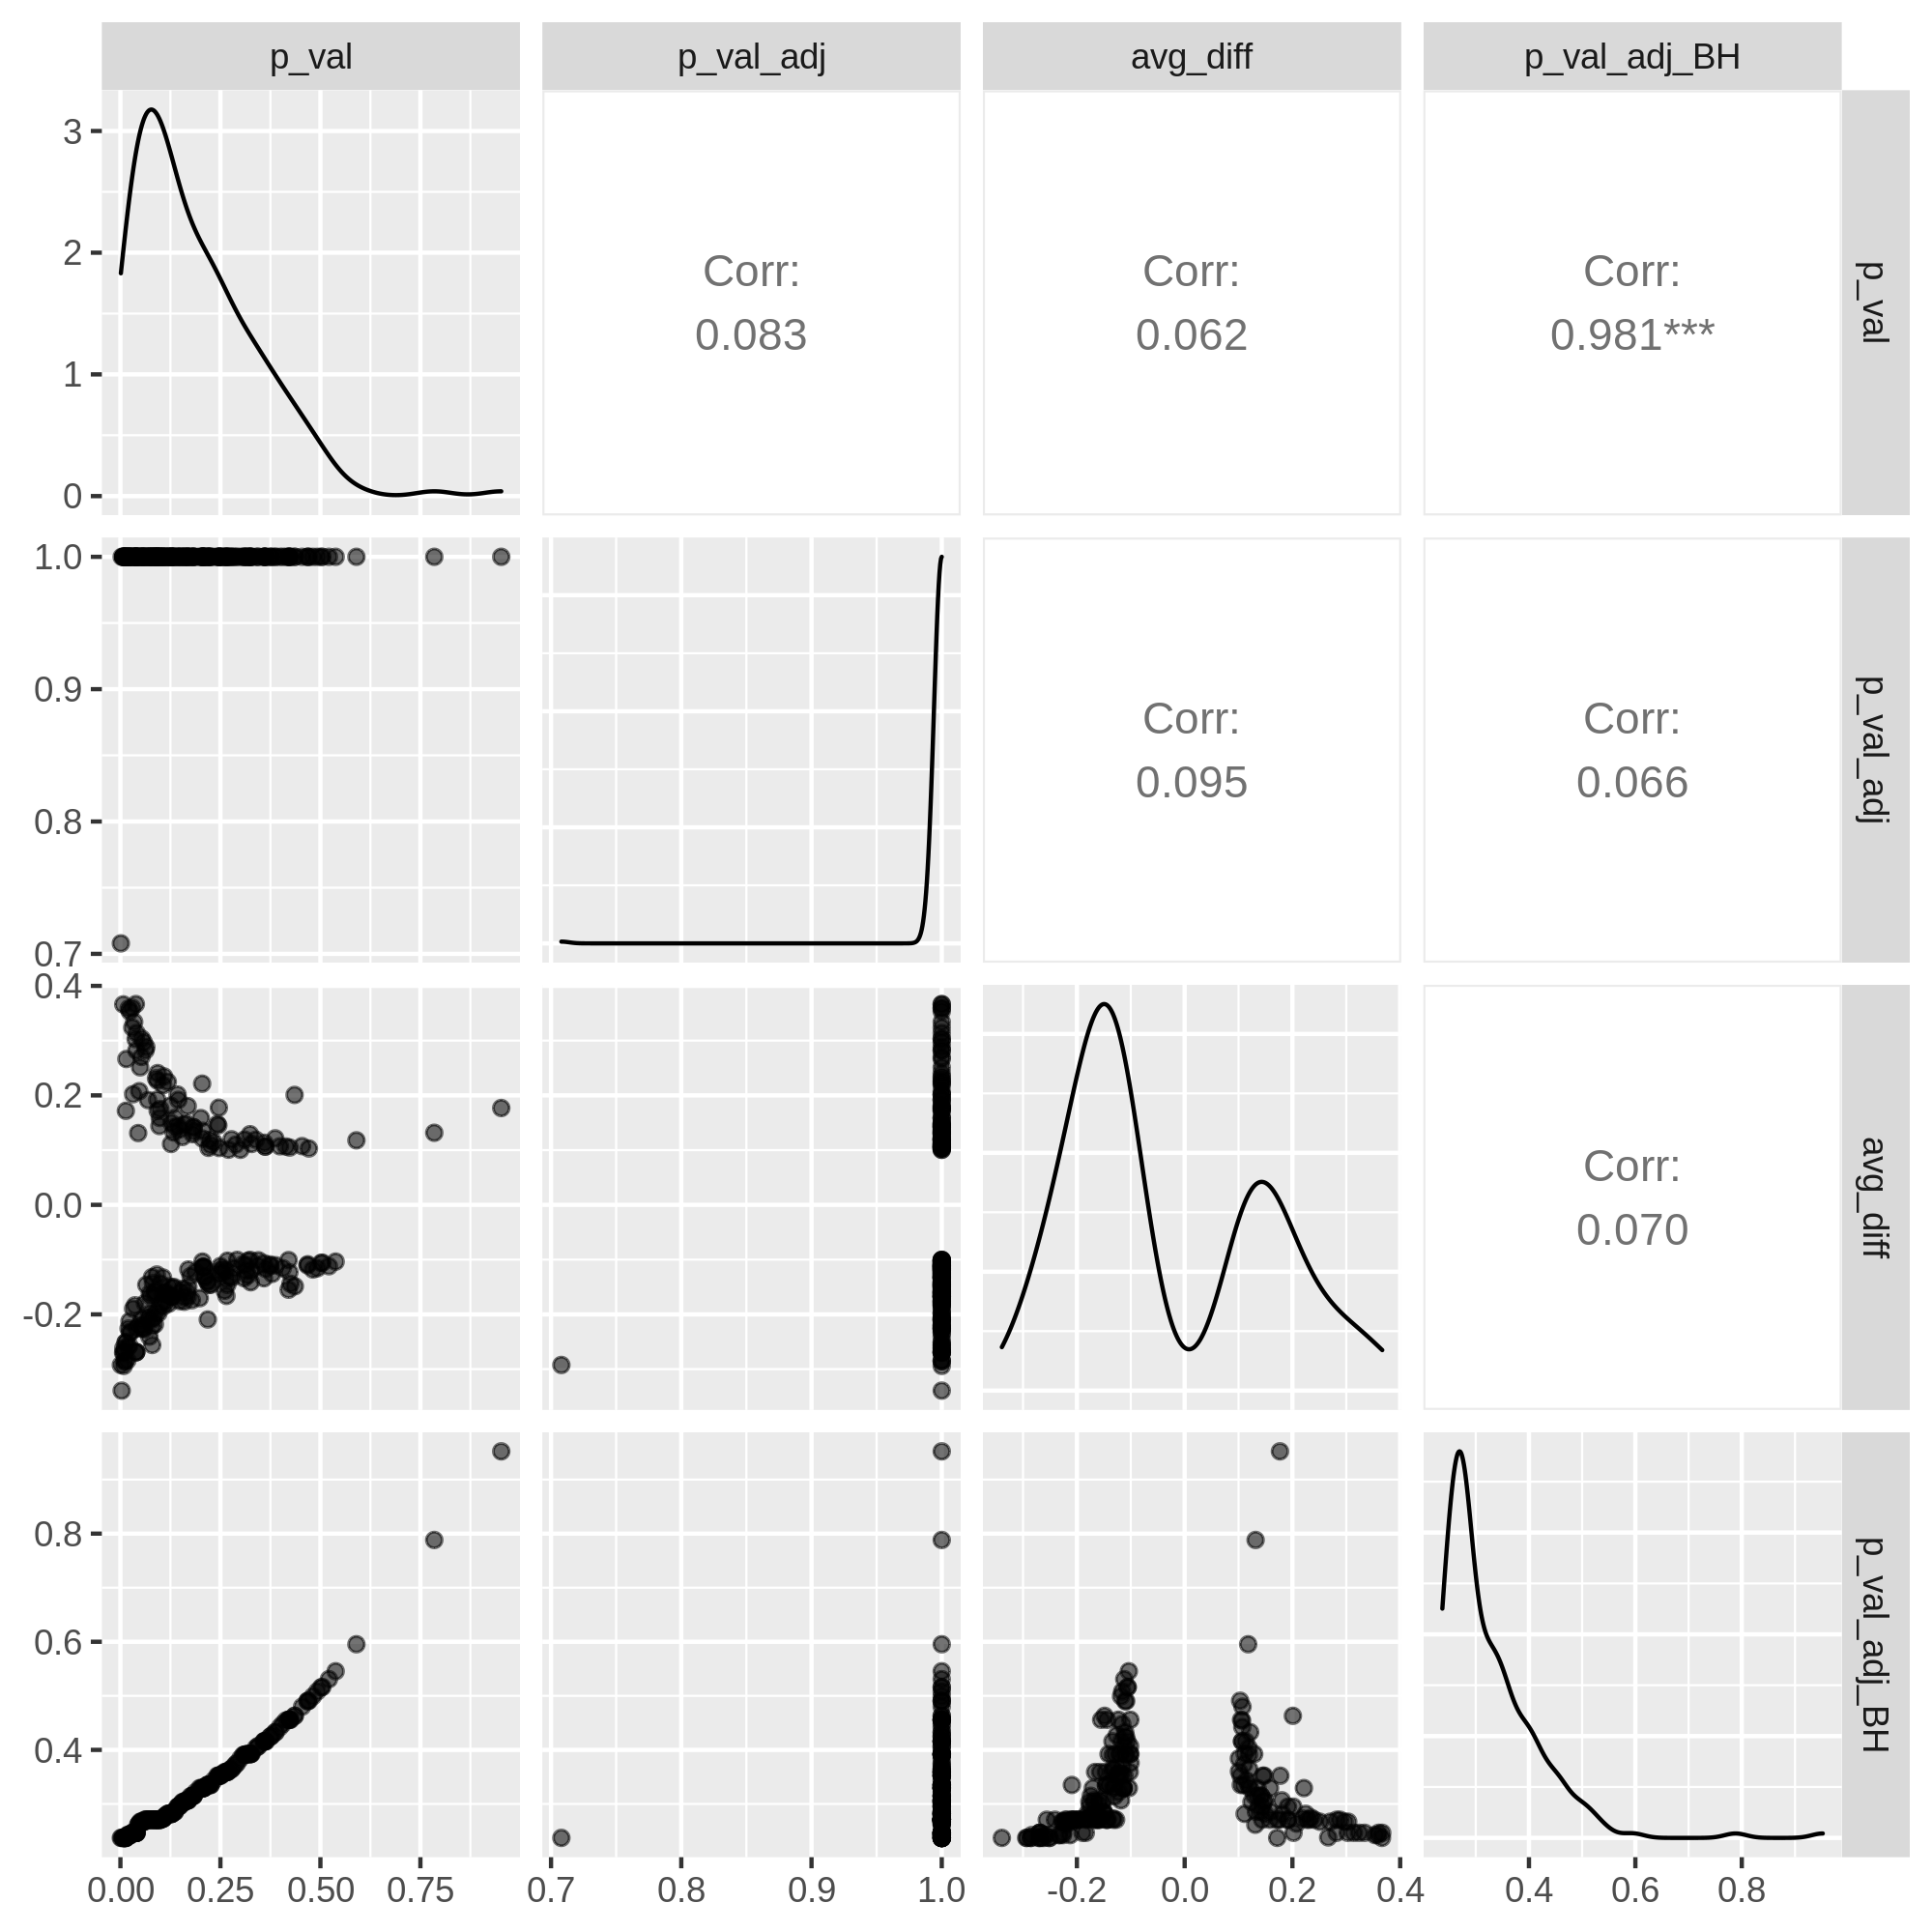 p_val p_val_adj avg_diff p_val_adj_BH
3
2
1
0
Corr:
0.083
Corr:
0.062
Corr:
0.981***
p_val
1.0
0.9
0.8
0.7
Corr:
0.095
Corr:
0.066
p_val_adj
0.4
0.2
0.0
-0.2
Corr:
0.070
avg_diff
0.8
0.6
0.4
p_val_adj_BH
0.00 0.25 0.50 0.75 0.7 0.8 0.9 1.0 -0.2 0.0 0.2 0.4 0.4 0.6 0.8